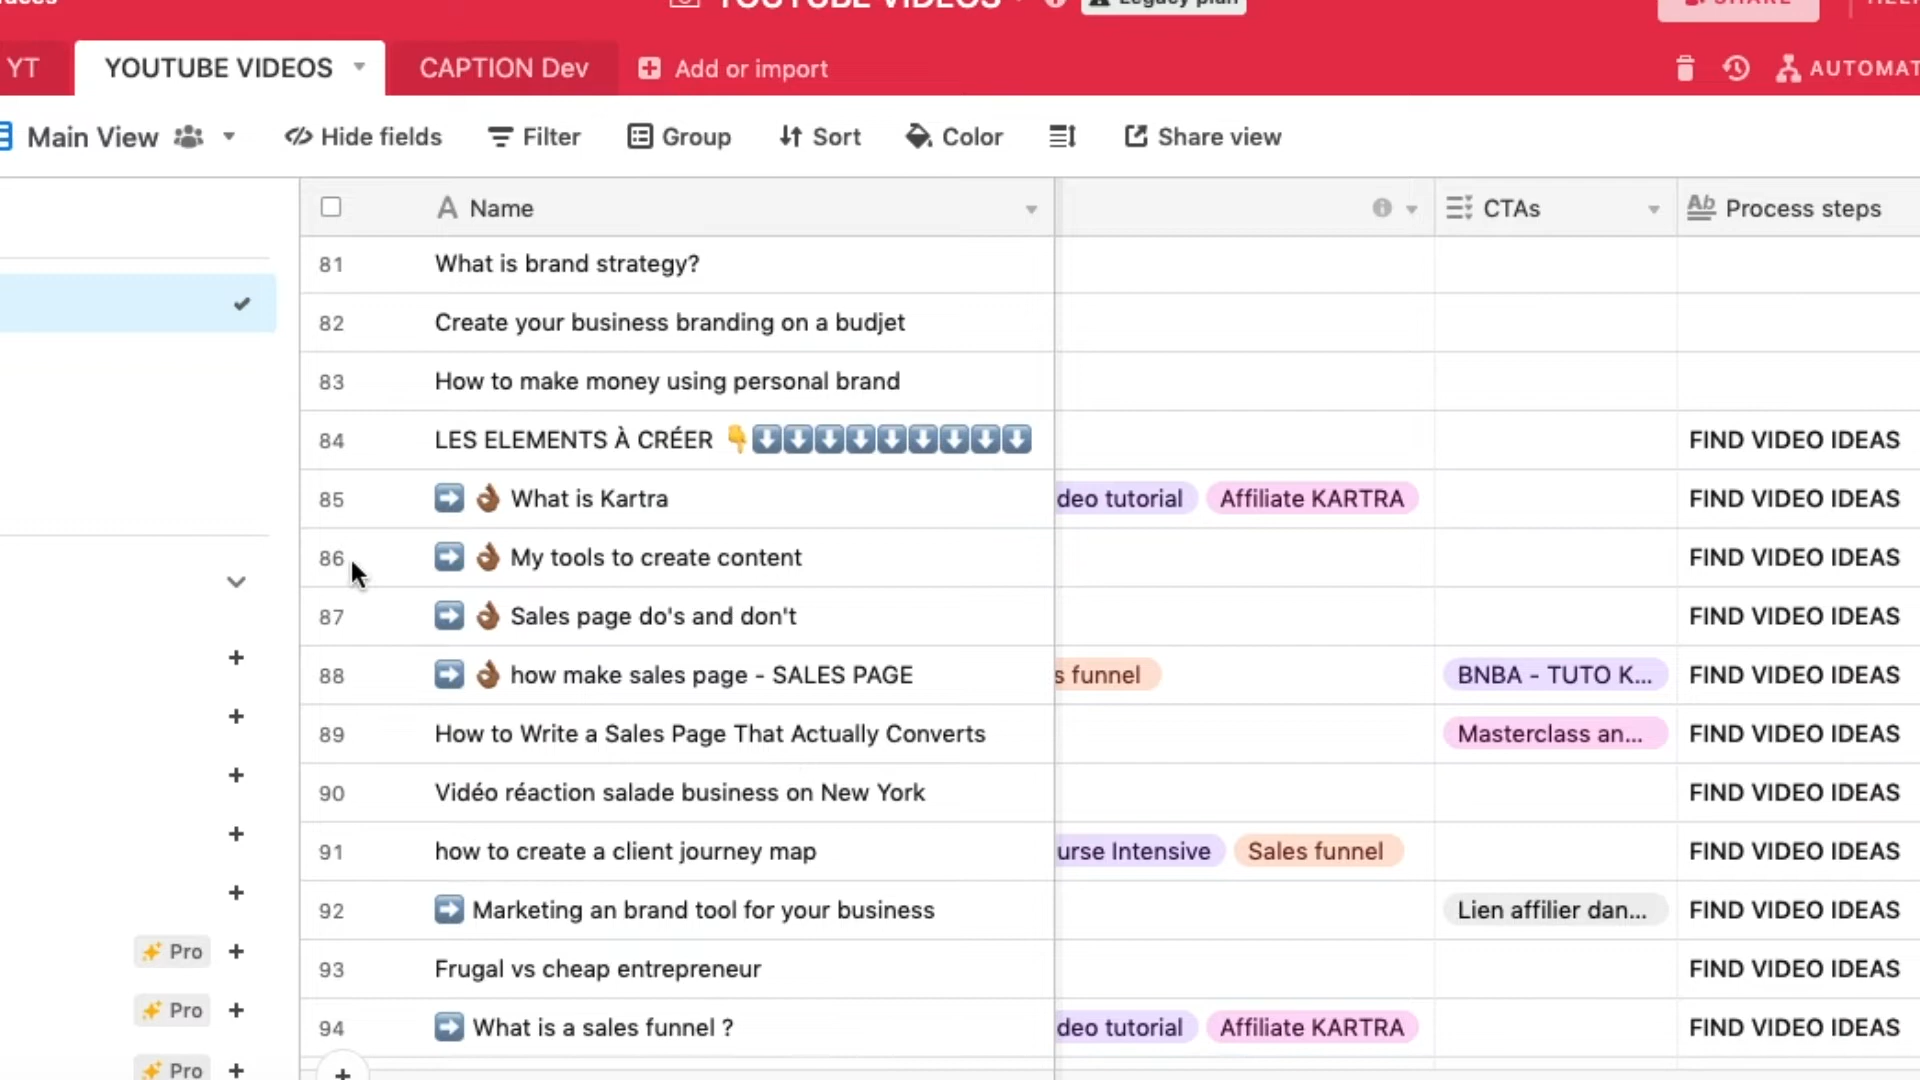 YOUTUBE VIDEOS Legacy plan SHARE
YT YOUTUBE VIDEOS CAPTION Dev Add or import AUTOMAT
Main View Hide fields Filter Group Sort Color Share view
Name CTAs Process steps
81 What is brand strategy?
82 Create your business branding on a budjet
83 How to make money using personal brand
84 LES ELEMENTS À CRÉER 👇⬇️⬇️⬇️⬇️⬇️⬇️⬇️⬇️⬇️ FIND VIDEO IDEAS
85 ➡️ 👌🏾 What is Kartra deo tutorial Affiliate KARTRA FIND VIDEO IDEAS
86 ➡️ 👌🏾 My tools to create content FIND VIDEO IDEAS
87 ➡️ 👌🏾 Sales page do's and don't FIND VIDEO IDEAS
88 ➡️ 👌🏾 how make sales page - SALES PAGE s funnel BNBA - TUTO K... FIND VIDEO IDEAS
89 How to Write a Sales Page That Actually Converts Masterclass an... FIND VIDEO IDEAS
90 Vidéo réaction salade business on New York FIND VIDEO IDEAS
91 how to create a client journey map urse Intensive Sales funnel FIND VIDEO IDEAS
92 ➡️ Marketing an brand tool for your business Lien affilier dan... FIND VIDEO IDEAS
Pro
93 Frugal vs cheap entrepreneur FIND VIDEO IDEAS
Pro
94 ➡️ What is a sales funnel ? deo tutorial Affiliate KARTRA FIND VIDEO IDEAS
Pro